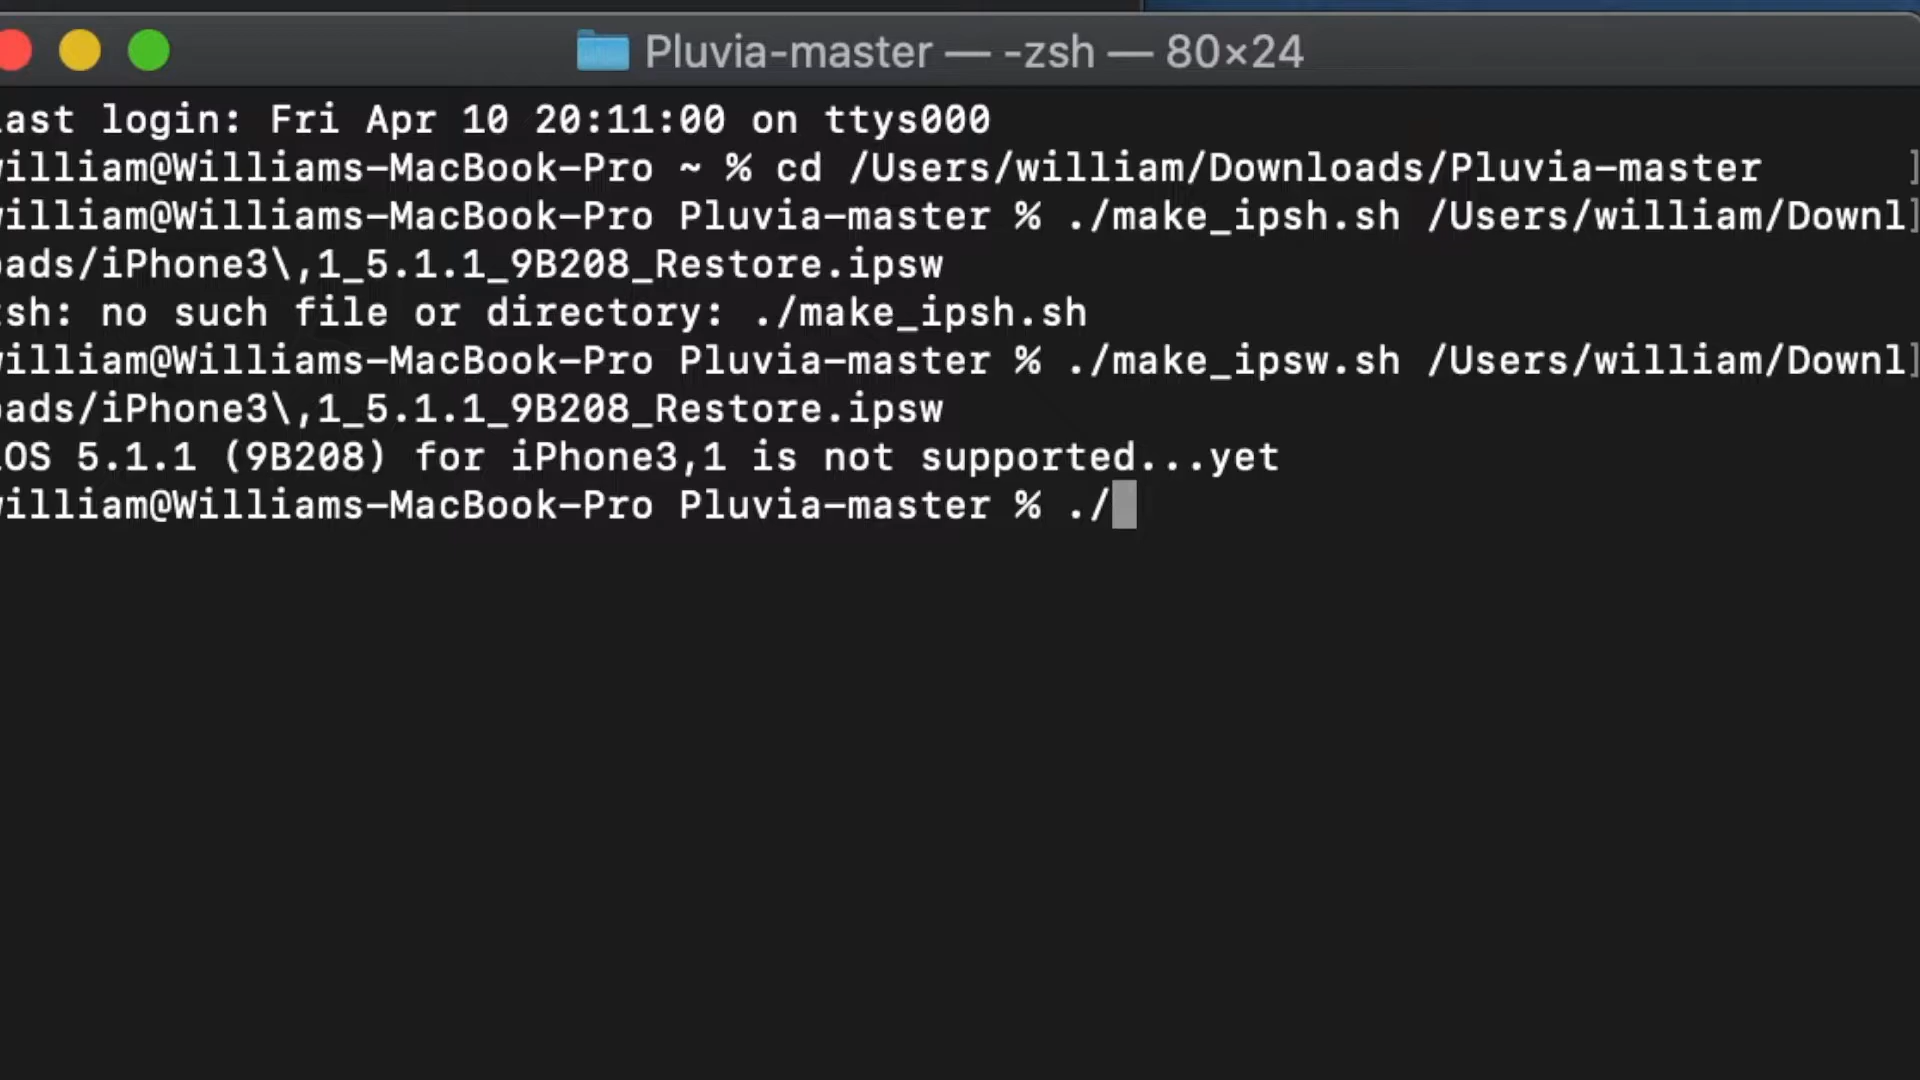 Pluvia-master — -zsh — 80×24
ast login: Fri Apr 10 20:11:00 on ttys000
william@Williams-MacBook-Pro ~ % cd /Users/william/Downloads/Pluvia-master ]
william@Williams-MacBook-Pro Pluvia-master % ./make_ipsh.sh /Users/william/Downl]
oads/iPhone3\,1_5.1.1_9B208_Restore.ipsw
zsh: no such file or directory: ./make_ipsh.sh
william@Williams-MacBook-Pro Pluvia-master % ./make_ipsw.sh /Users/william/Downl]
oads/iPhone3\,1_5.1.1_9B208_Restore.ipsw
iOS 5.1.1 (9B208) for iPhone3,1 is not supported...yet
william@Williams-MacBook-Pro Pluvia-master % ./